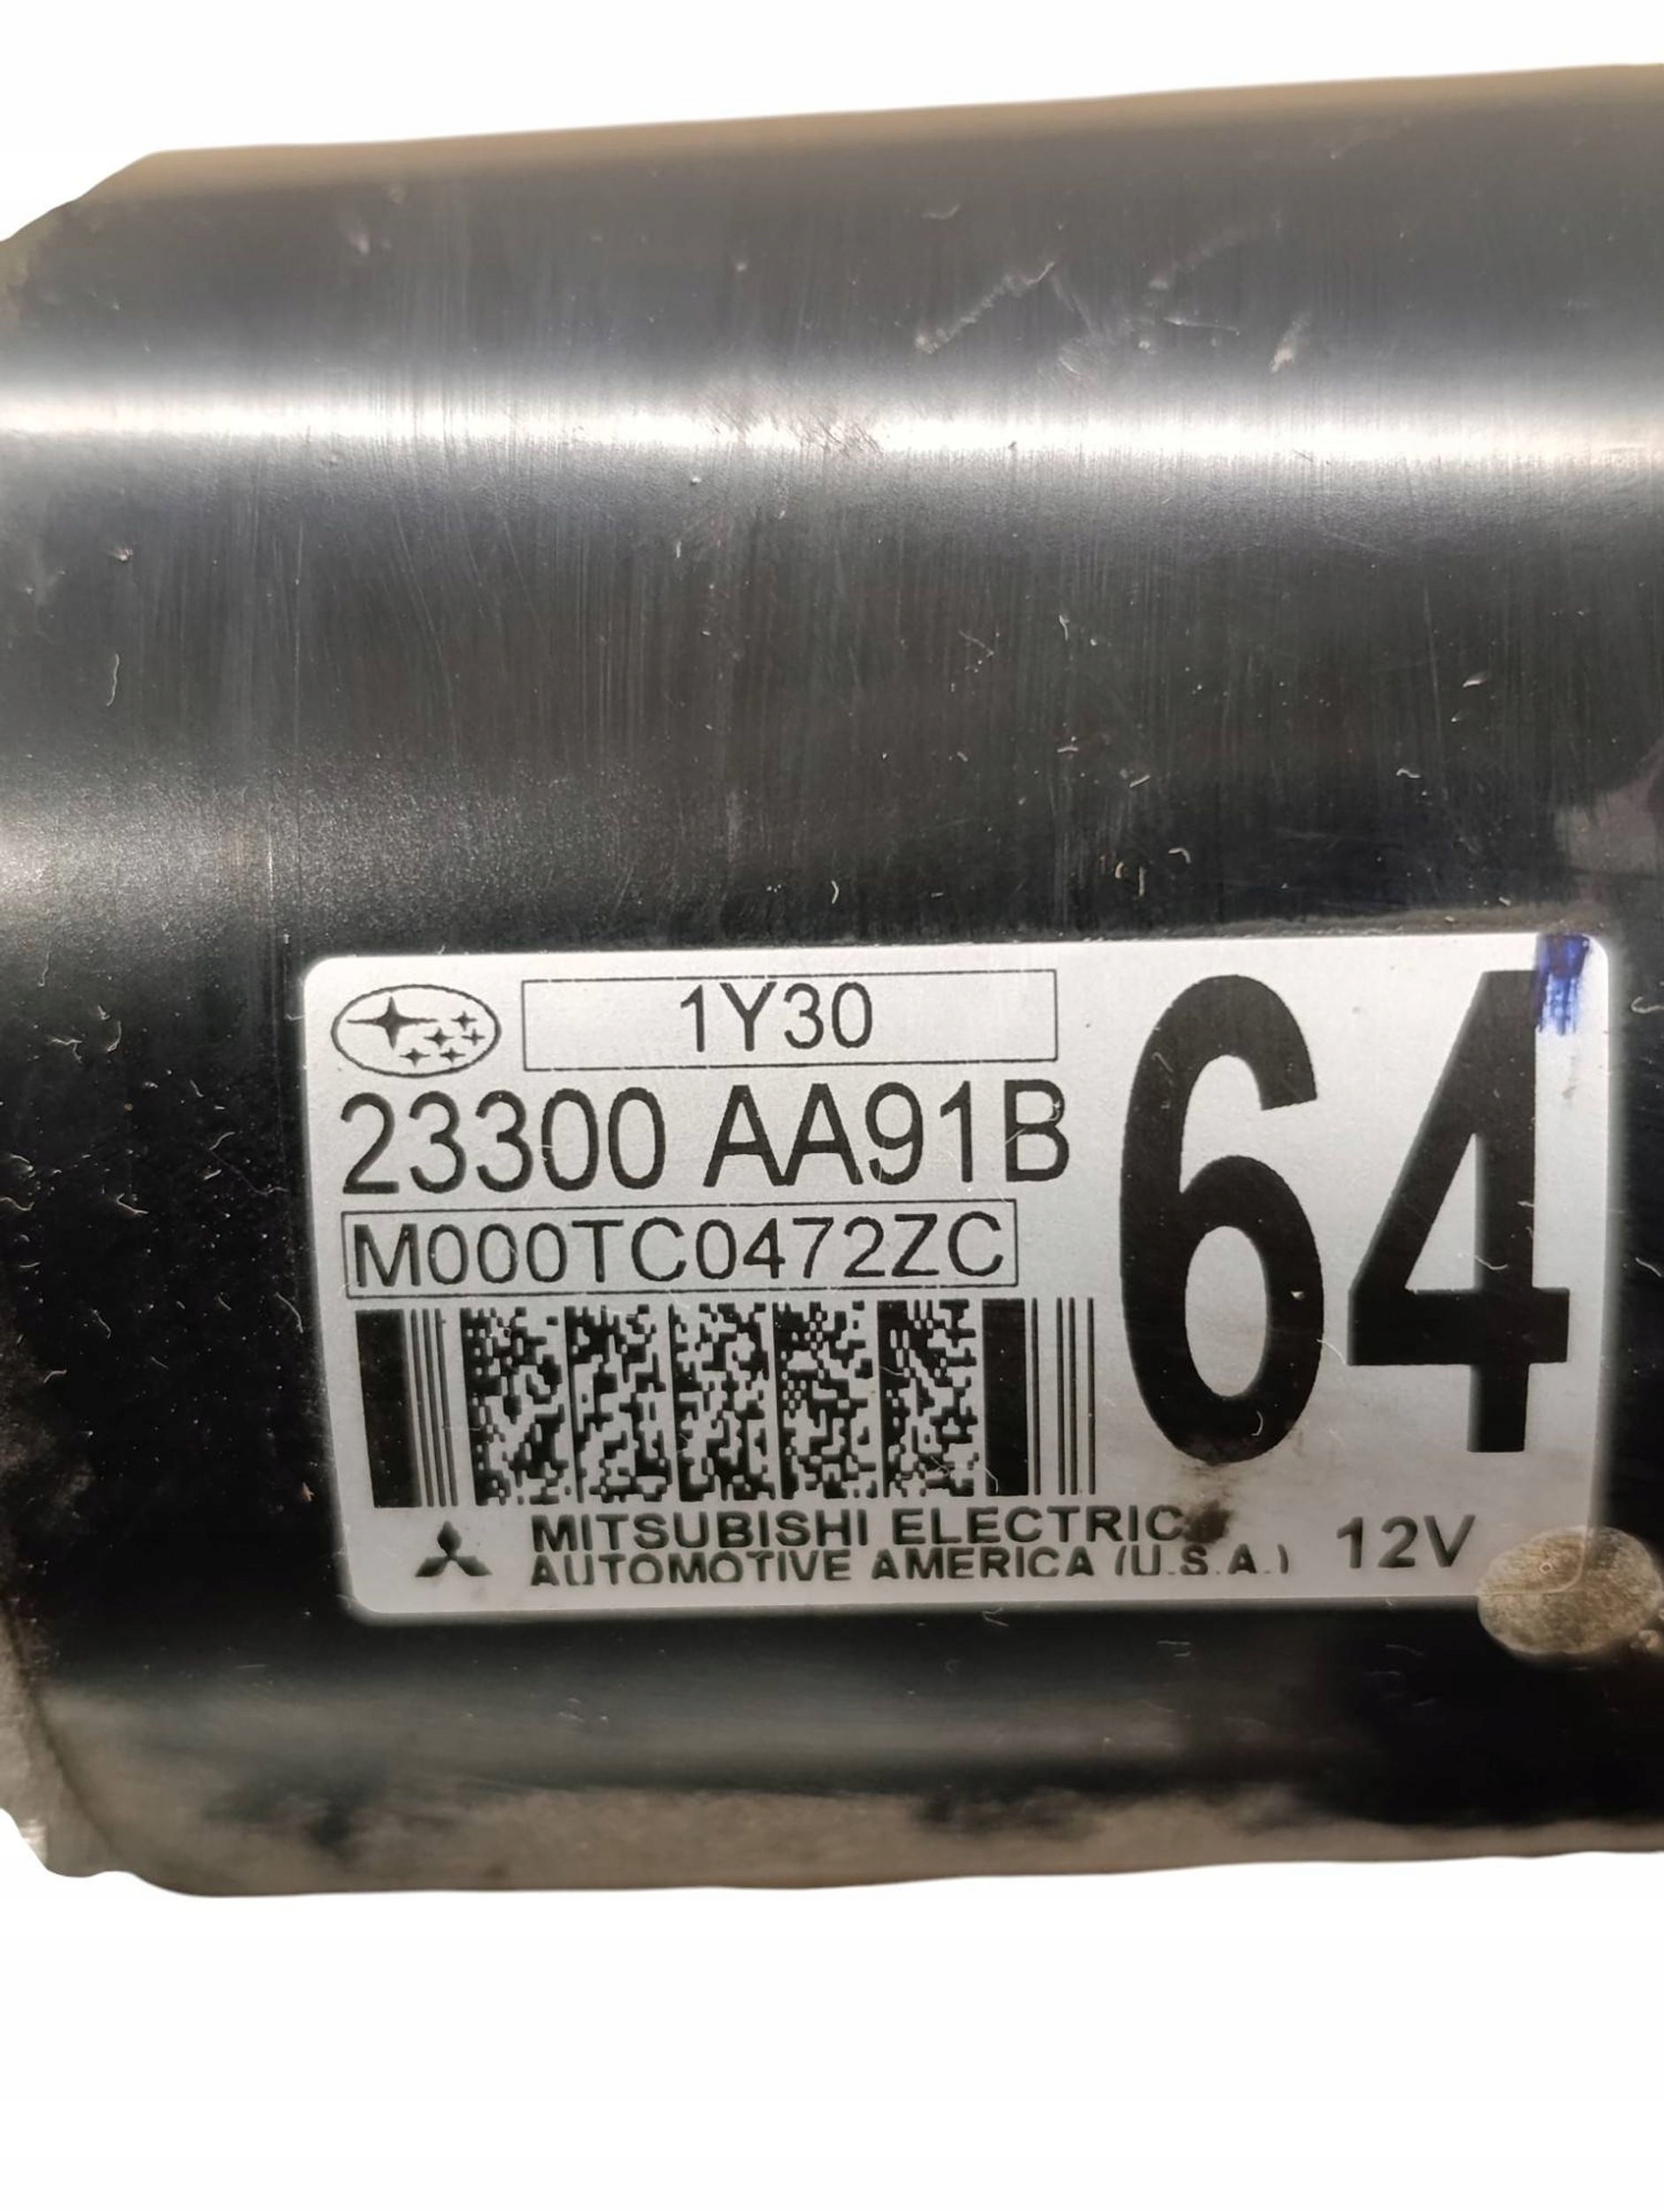 1Y30
23300 AA91B
64
M000TC0472ZC
MITSUBISHI ELECTRIC
AUTOMOTIVE AMERICA (U.S.A.)
12V